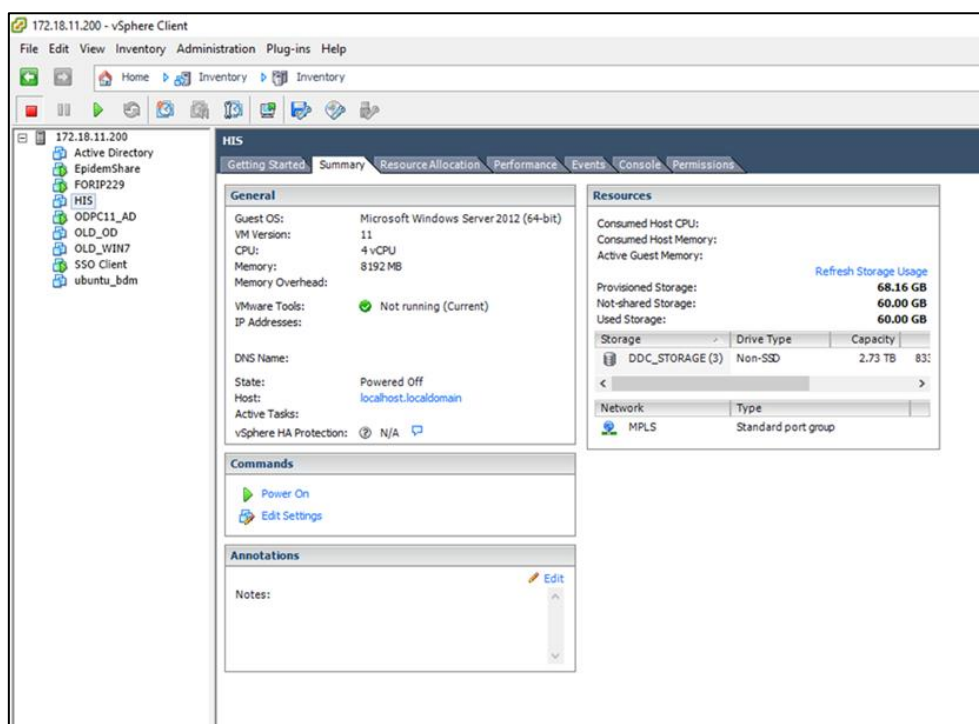 172.18.11.200 - vSphere Client
File Edit View Inventory Administration Plug-ins Help
Home Inventory Inventory
172.18.11.200
Active Directory
EpidemShare
FORIP229
HIS
ODPC11_AD
OLD_OD
OLD_WIN7
SSO Client
ubuntu_bdm
HIS
Getting Started Summary Resource Allocation Performance Events Console Permissions
General
Guest OS: Microsoft Windows Server 2012 (64-bit)
VM Version: 11
CPU: 4 vCPU
Memory: 8192 MB
Memory Overhead:
VMware Tools: Not running (Current)
IP Addresses:
DNS Name:
State: Powered Off
Host: localhost.localdomain
Active Tasks:
vSphere HA Protection: N/A
Commands
Power On
Edit Settings
Annotations
Edit
Notes:
Resources
Consumed Host CPU:
Consumed Host Memory:
Active Guest Memory:
Refresh Storage Usage
Provisioned Storage: 68.16 GB
Not-shared Storage: 60.00 GB
Used Storage: 60.00 GB
Storage Drive Type Capacity
DDC_STORAGE (3) Non-SSD 2.73 TB
Network Type
MPLS Standard port group